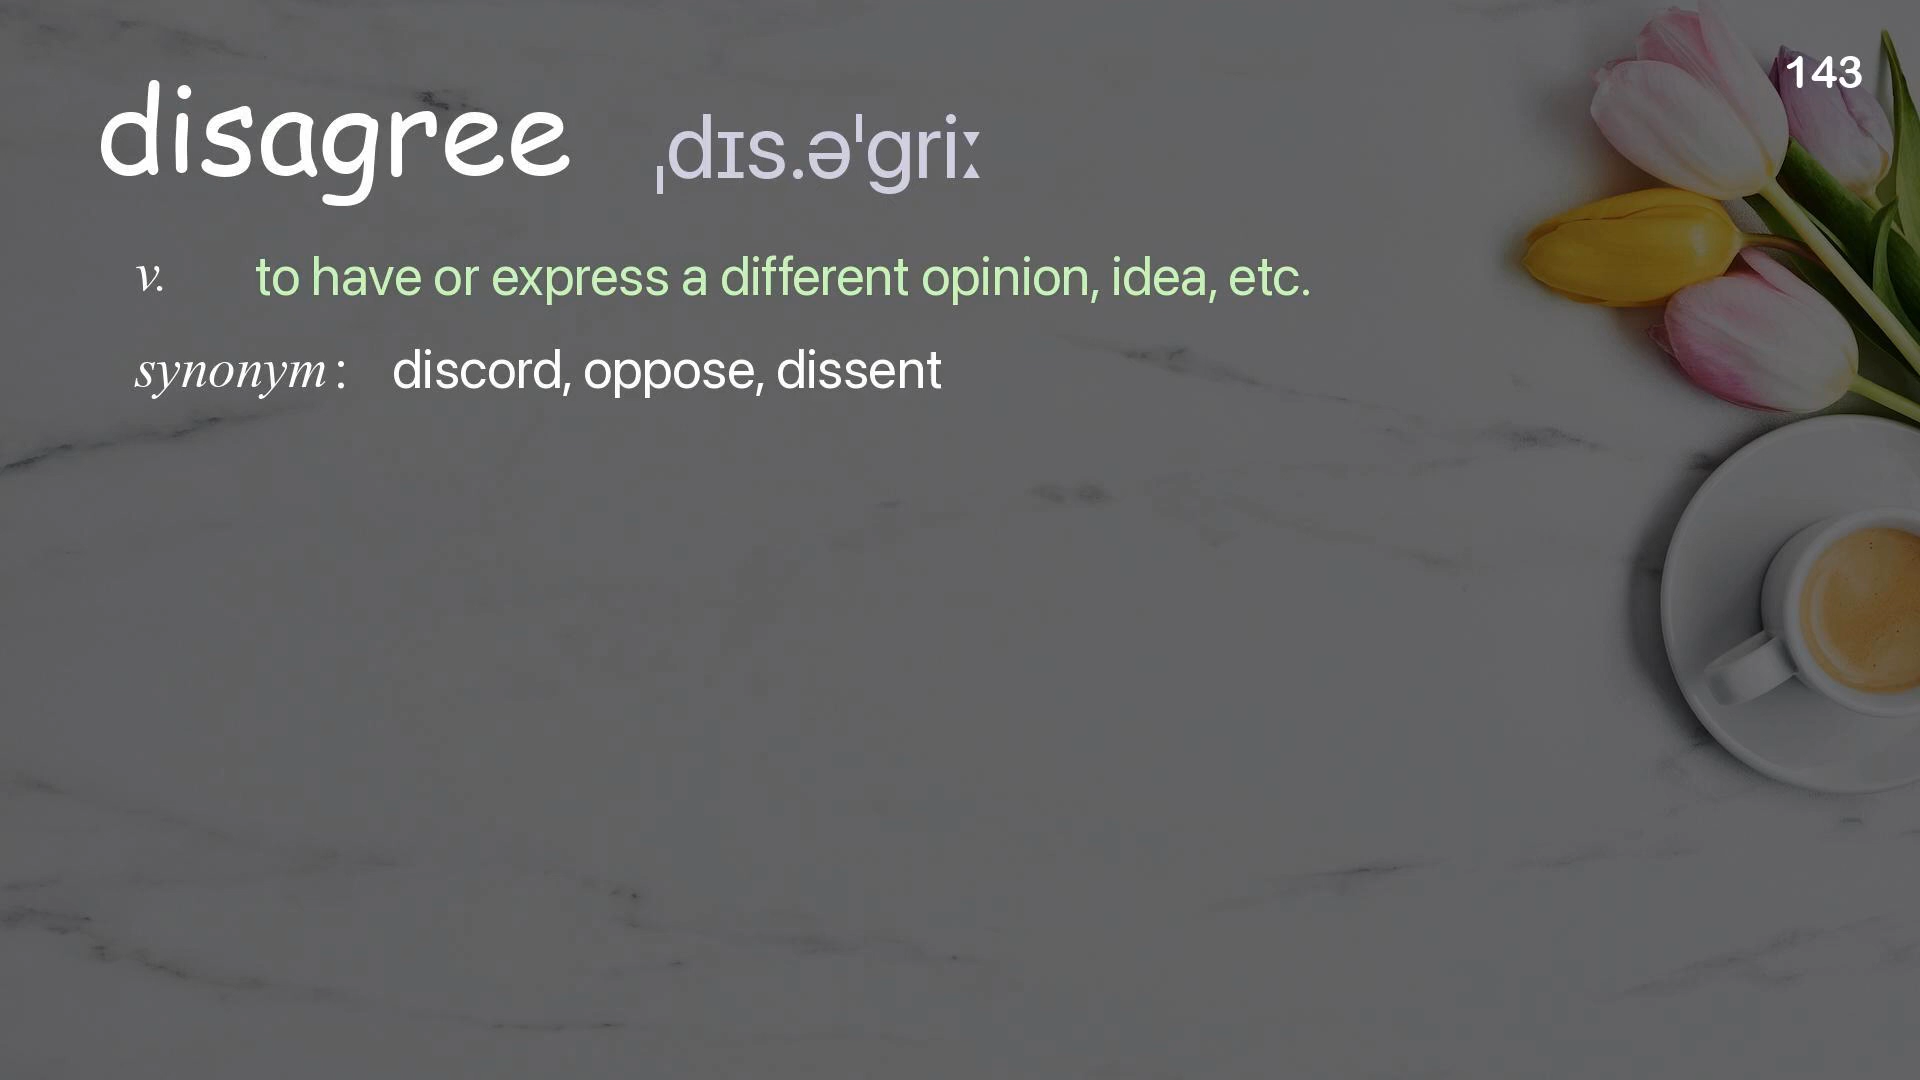 143
disagree ˌdɪs.əˈɡriː
v. to have or express a different opinion, idea, etc.
synonym : discord, oppose, dissent